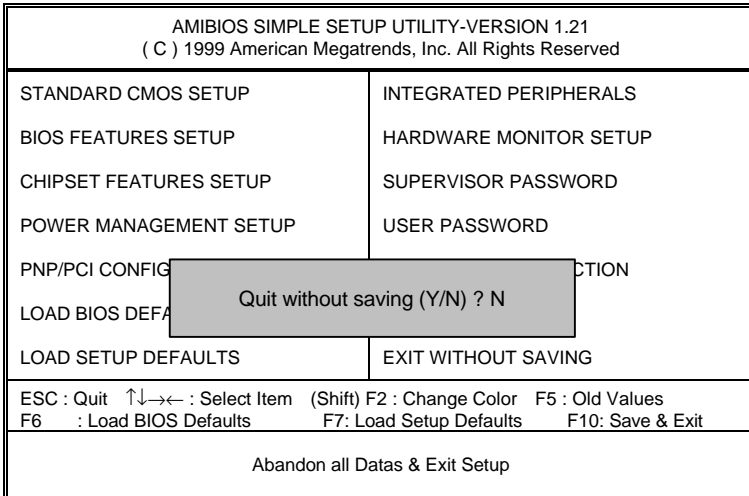 AMIBIOS SIMPLE SETUP UTILITY-VERSION 1.21
( C ) 1999 American Megatrends, Inc. All Rights Reserved
STANDARD CMOS SETUP
INTEGRATED PERIPHERALS
BIOS FEATURES SETUP
HARDWARE MONITOR SETUP
CHIPSET FEATURES SETUP
SUPERVISOR PASSWORD
POWER MANAGEMENT SETUP
USER PASSWORD
PNP/PCI CONFIG
CTION
Quit without saving (Y/N) ? N
LOAD BIOS DEFA
LOAD SETUP DEFAULTS
EXIT WITHOUT SAVING
ESC : Quit ↑↓→← : Select Item (Shift) F2 : Change Color F5 : Old Values
F6 : Load BIOS Defaults F7: Load Setup Defaults F10: Save & Exit
Abandon all Datas & Exit Setup